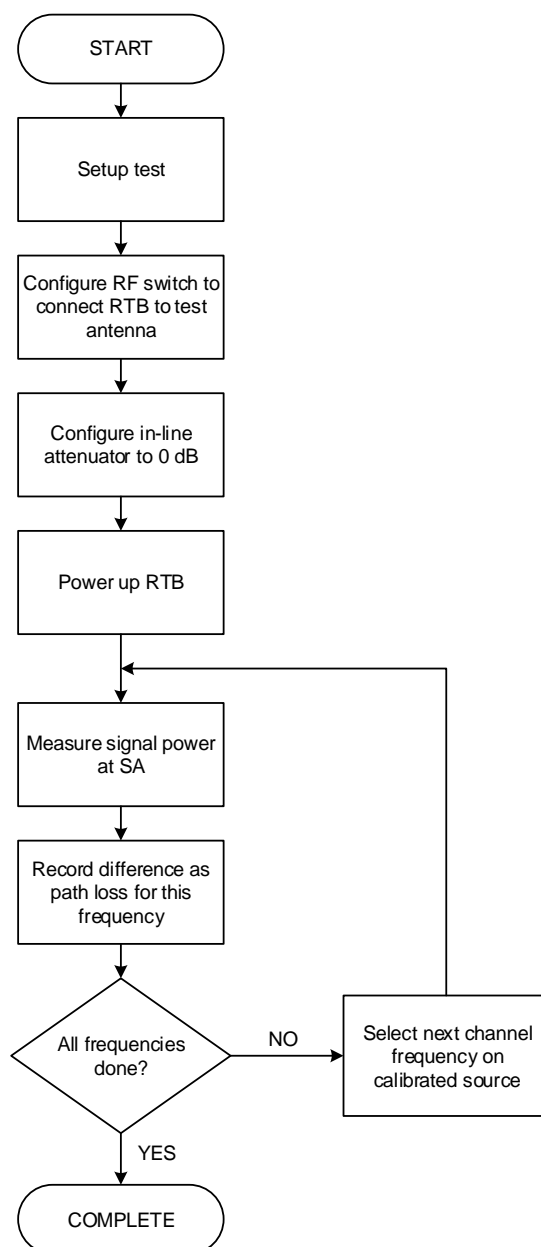 START
Setup test
Configure RF switch to
connect RTB to test
antenna
Configure in-line
attenuator to 0 dB
Power up RTB
Measure signal power
at SA
Record difference as
path loss for this
frequency
All frequencies
done?
NO
Select next channel
frequency on
calibrated source
YES
COMPLETE